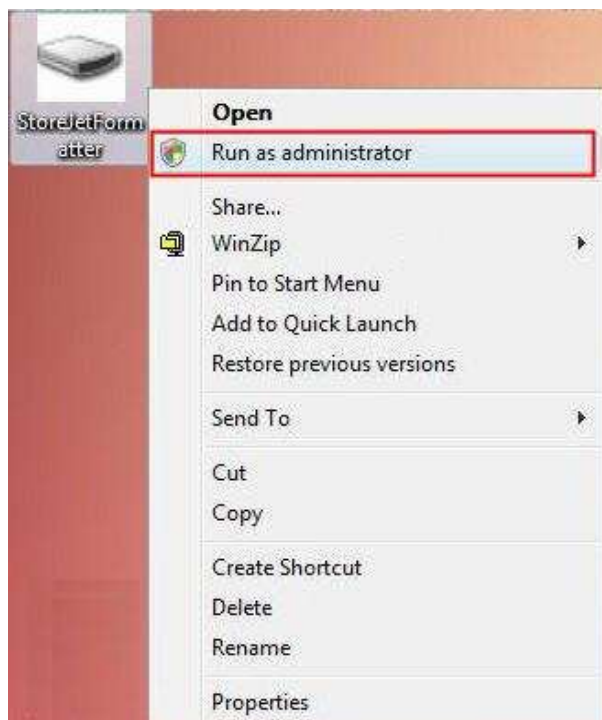 StoreJetForm
atter
Open
Run as administrator
Share...
WinZip
Pin to Start Menu
Add to Quick Launch
Restore previous versions
Send To
Cut
Copy
Create Shortcut
Delete
Rename
Properties